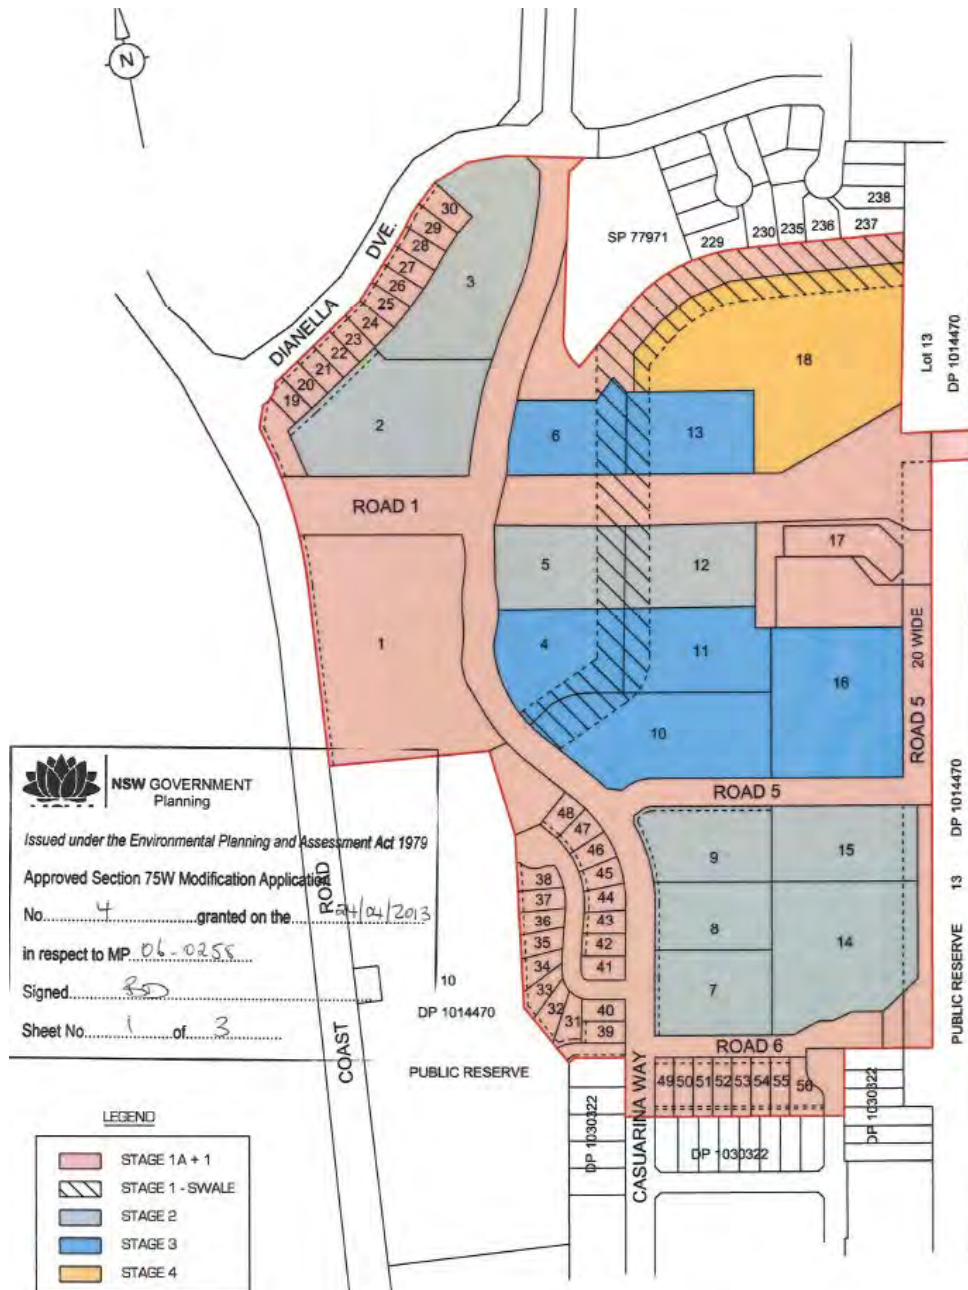 N
238
237
236
235
230
229
SP 77971
DIANELLA DVE.
30
29
28
27
26
25
24
23
22
21
20
19
3
2
18
Lot 13
DP 1014470
6
13
ROAD 1
17
5
12
1
4
11
16
20 WIDE
ROAD 5
10
ROAD 5
NSW GOVERNMENT
Planning
Issued under the Environmental Planning and Assessment Act 1979
Approved Section 75W Modification Application
No. 4 granted on the 24/04/2013
in respect to MP 06-0258
Signed
Sheet No. 1 of 3
COAST ROAD
48
47
46
45
44
43
42
41
40
39
38
37
36
35
34
33
32
31
9
15
8
14
7
DP 1014470
13
PUBLIC RESERVE
10
DP 1014470
PUBLIC RESERVE
ROAD 6
49 50 51 52 53 54 55 56
CASUARINA WAY
DP 1030322
DP 1030322
DP 1030322
LEGEND
STAGE 1A + 1
STAGE 1 - SWALE
STAGE 2
STAGE 3
STAGE 4